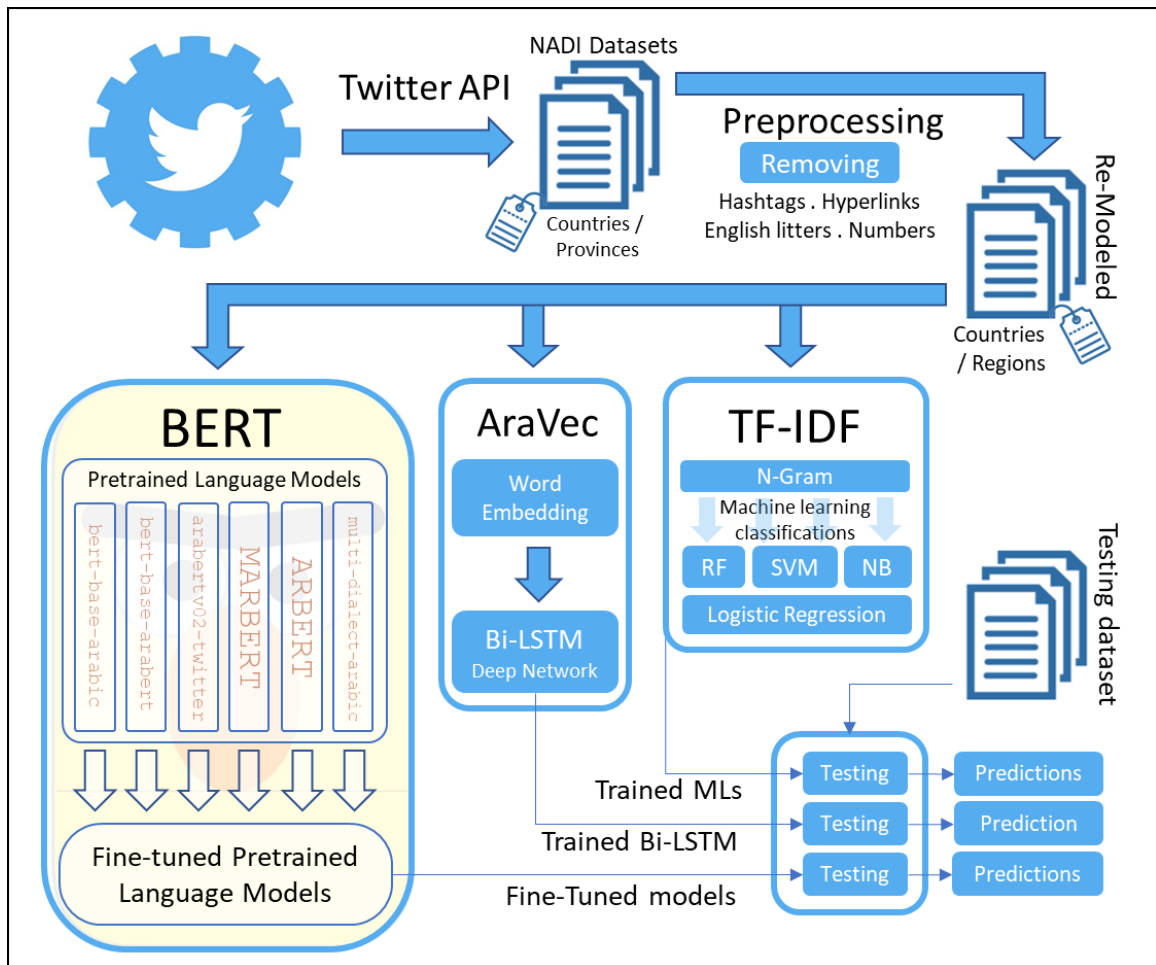 Twitter API
NADI Datasets
Countries /
Provinces
Preprocessing
Removing
Hashtags . Hyperlinks
English litters . Numbers
Re-Modeled
Countries
/ Regions
BERT
Pretrained Language Models
bert-base-arabic
bert-base-arabert
arabertv02-twitter
MARBERT
ARBERT
multi-dialect-arabic
Fine-tuned Pretrained
Language Models
AraVec
Word
Embedding
Bi-LSTM
Deep Network
TF-IDF
N-Gram
Machine learning
classifications
RF
SVM
NB
Logistic Regression
Testing dataset
Trained MLs
Testing
Predictions
Trained Bi-LSTM
Testing
Prediction
Fine-Tuned models
Testing
Predictions